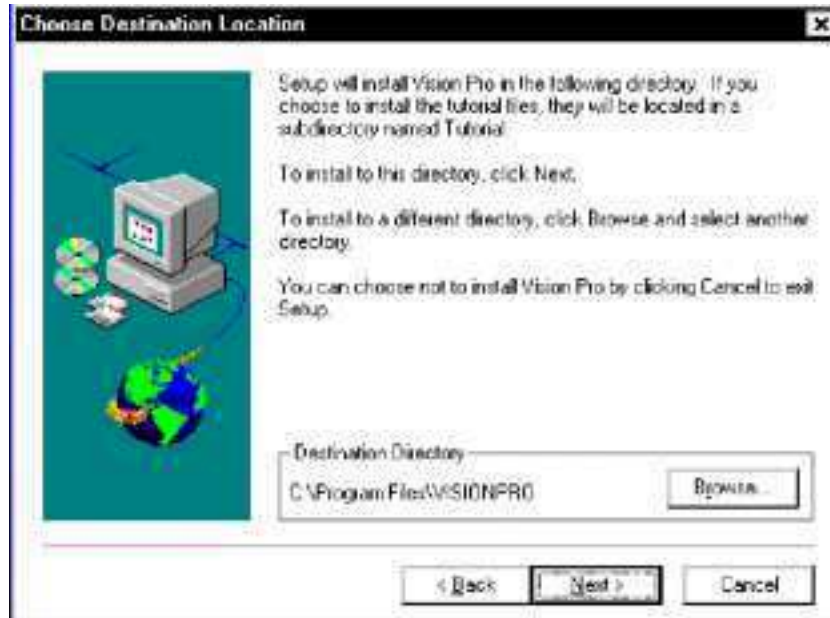 Choose Destination Location
Setup will install Vision Pro in the following directory. If you
choose to install the tutorial files, they will be located in a
subdirectory named Tutorial
To install to this directory, click Next.
To install to a different directory, click Browse and select another
directory.
You can choose not to install Vision Pro by clicking Cancel to exit
Setup.
Destination Directory
C:\Program Files\VISIONPRO
Browse...
< Back
Next >
Cancel